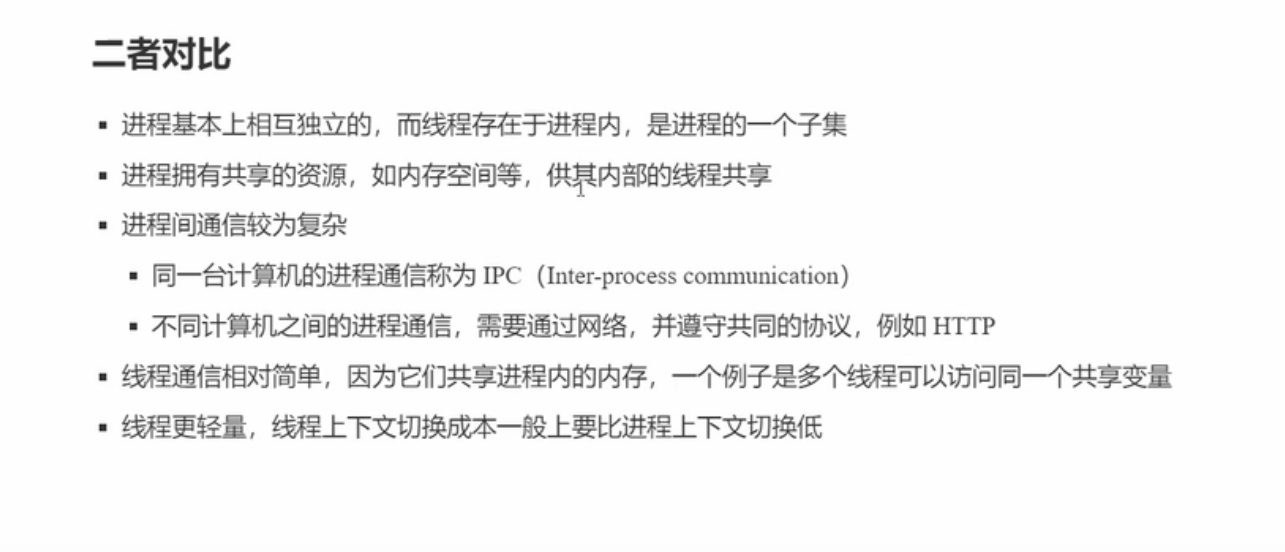 二者对比
▪ 进程基本上相互独立的，而线程存在于进程内，是进程的一个子集
▪ 进程拥有共享的资源，如内存空间等，供其内部的线程共享
▪ 进程间通信较为复杂
▪ 同一台计算机的进程通信称为 IPC（Inter-process communication）
▪ 不同计算机之间的进程通信，需要通过网络，并遵守共同的协议，例如 HTTP
▪ 线程通信相对简单，因为它们共享进程内的内存，一个例子是多个线程可以访问同一个共享变量
▪ 线程更轻量，线程上下文切换成本一般上要比进程上下文切换低